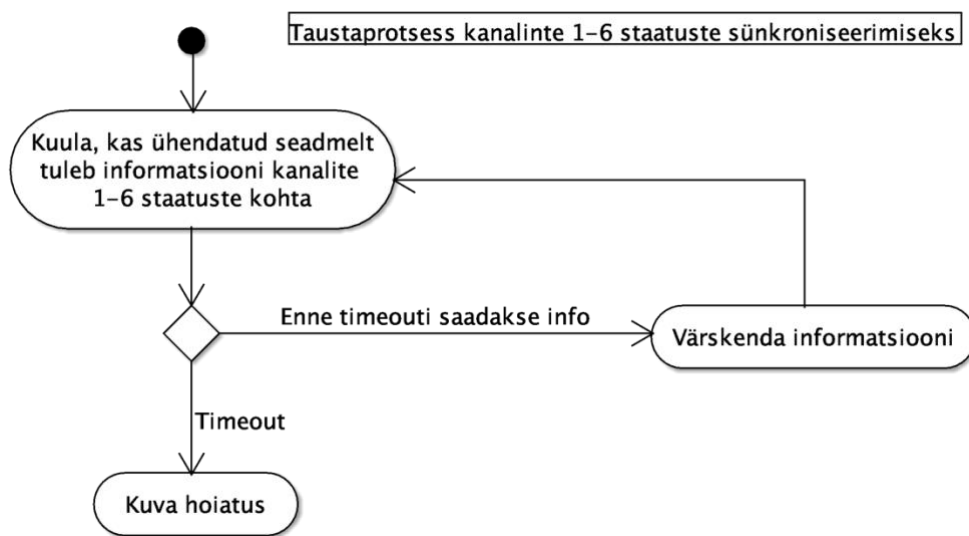 Taustaprotsess kanalinte 1-6 staatuste sünkroniseerimiseks
Kuula, kas ühendatud seadmelt
tuleb informatsiooni kanalite
1-6 staatuste kohta
Enne timeouti saadakse info
Värskenda informatsiooni
Timeout
Kuva hoiatus